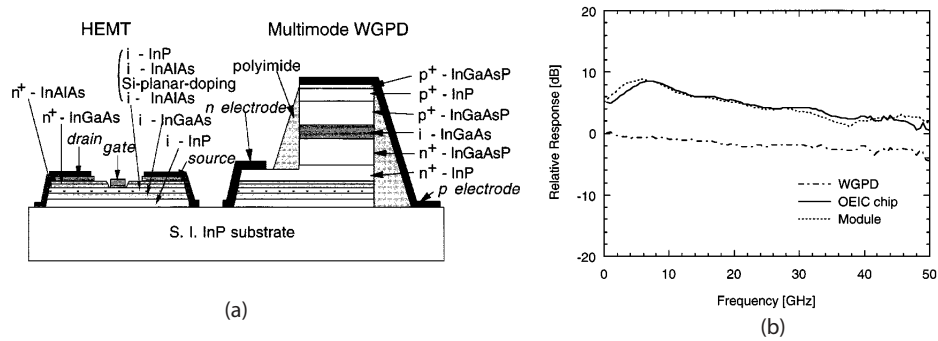 HEMT
Multimode WGPD
i - InP
i - InAlAs
Si-planar-doping
i - InAlAs
n+ - InAlAs
n+ - InGaAs
drain
gate
i - InGaAs
i - InP
source
polyimide
n electrode
p+ - InGaAsP
p+ - InP
p+ - InGaAsP
i - InGaAs
n+ - InGaAsP
n+ - InP
p electrode
S. I. InP substrate
(a)
Relative Response [dB]
20
10
0
-10
-20
WGPD
OEIC chip
Module
0 10 20 30 40 50
Frequency [GHz]
(b)